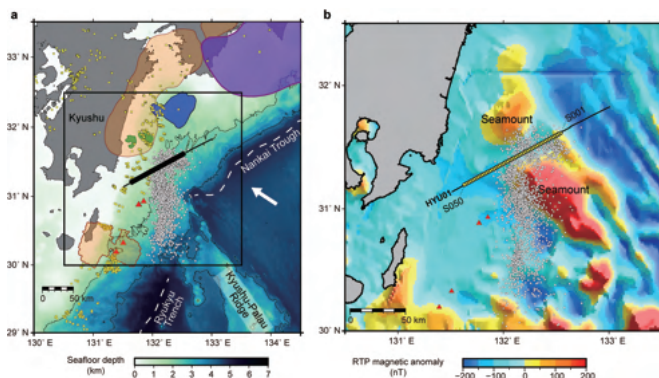 a
b
32˚N
31˚N
30˚N
29˚N
130˚E
131˚E
132˚E
133˚E
134˚E
Kyushu
Nankai Trough
Ryukyu
Trench
Kyushu-Palau
Ridge
0
50 km
Seafloor depth
(km)
0 1 2 3 4 5 6 7
32˚N
31˚N
30˚N
131˚E
132˚E
133˚E
Seamount
S001
Seamount
HYU01
S050
0
50 km
RTP magnetic anomaly
(nT)
−200 −100 0 100 200